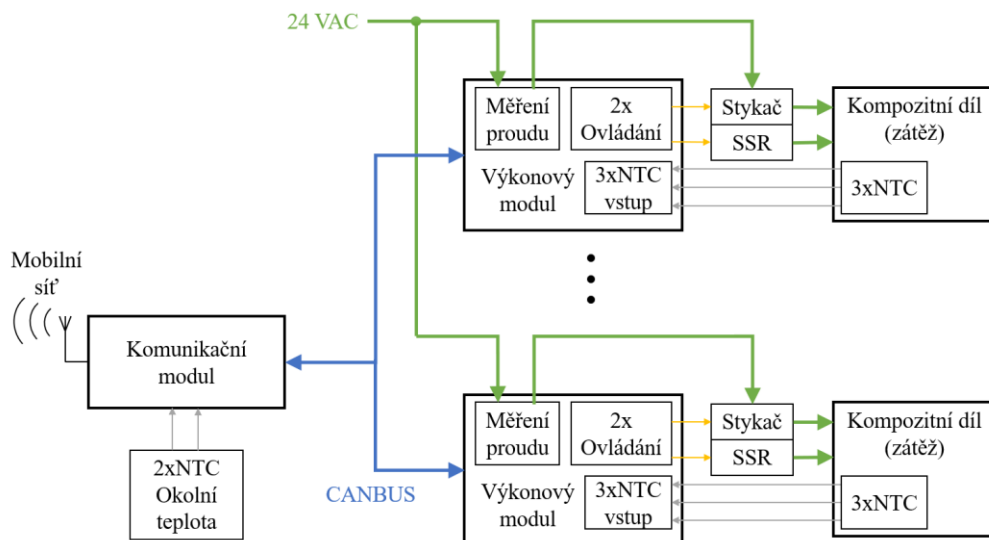 24 VAC
Měření
proudu
2x
Ovládání
Stykač
SSR
Kompozitní díl
(zátěž)
Výkonový
modul
3xNTC
vstup
3xNTC
Mobilní
síť
Komunikační
modul
2xNTC
Okolní
teplota
CANBUS
Měření
proudu
2x
Ovládání
Stykač
SSR
Kompozitní díl
(zátěž)
Výkonový
modul
3xNTC
vstup
3xNTC